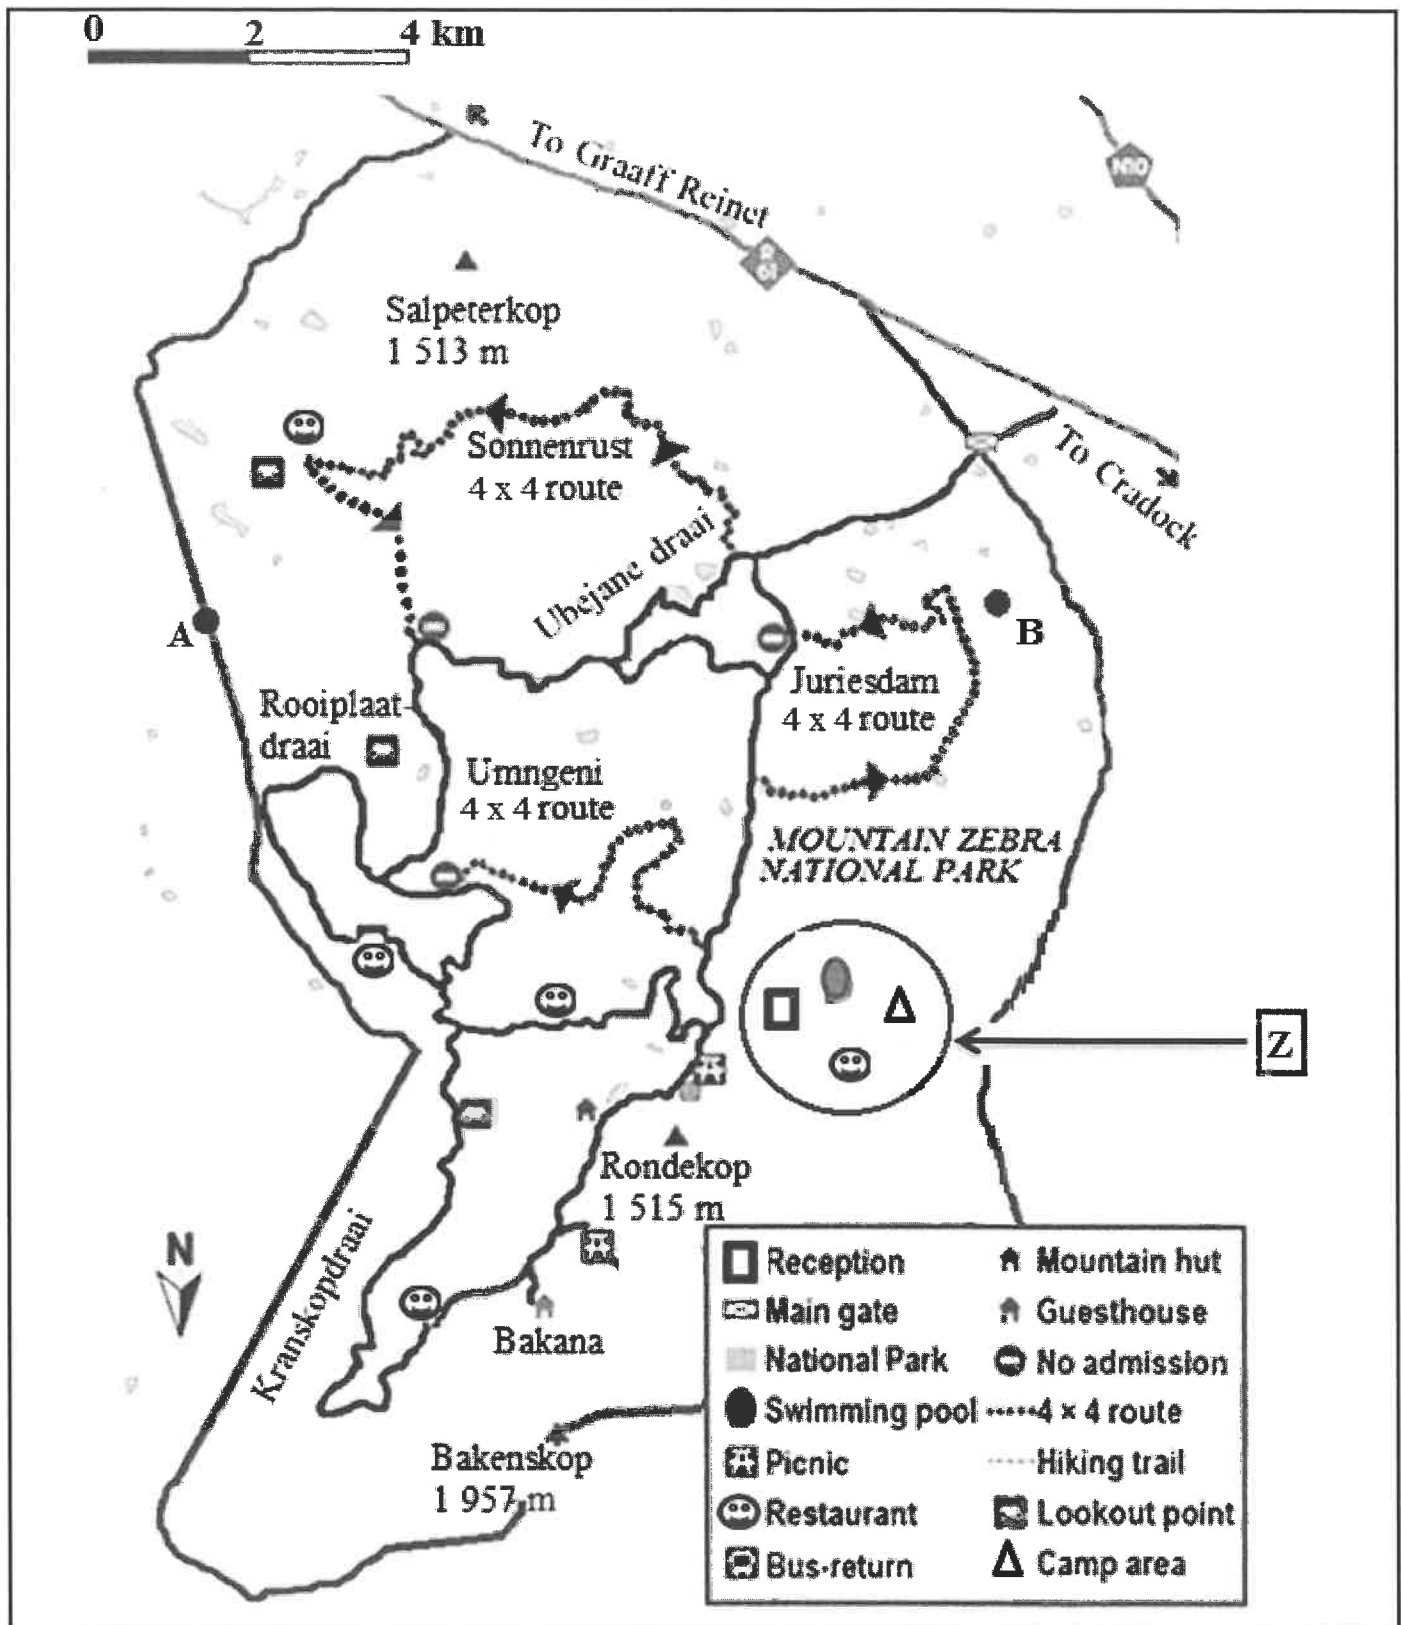 0 2 4 km
To Graaff Reinet
N10
R
61
Salpeterkop
1 513 m
Sonnenrust
4 x 4 route
To Cradock
Ubejane draai
A
B
Juriesdam
4 x 4 route
Rooiplaat-
draai
Umngeni
4 x 4 route
MOUNTAIN ZEBRA
NATIONAL PARK
Z
Rondekop
1 515 m
N
Kranskopdraai
Bakana
Bakenskop
1 957 m
Reception
Main gate
National Park
Swimming pool
Picnic
Restaurant
Bus-return
Mountain hut
Guesthouse
No admission
4 × 4 route
Hiking trail
Lookout point
Camp area